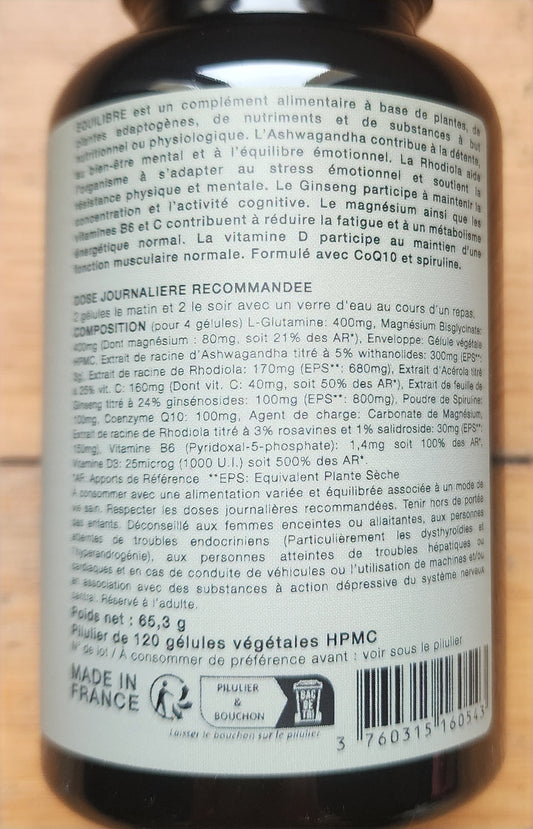 EQUILIBRE est un complément alimentaire à base de plantes, de
plantes adaptogènes, de nutriments et de substances à but
nutritionnel ou physiologique. L'Ashwagandha contribue à la détente,
au bien-être mental et à l'équilibre émotionnel. La Rhodiola aide
l'organisme à s'adapter au stress émotionnel et soutient la
résistance physique et mentale. Le Ginseng participe à maintenir la
concentration et l'activité cognitive. Le magnésium ainsi que les
vitamines B6 et C contribuent à réduire la fatigue et à un métabolisme
énergétique normal. La vitamine D participe au maintien d'une
fonction musculaire normale. Formulé avec CoQ10 et spiruline.
DOSE JOURNALIERE RECOMMANDEE
2 gélules le matin et 2 le soir avec un verre d'eau au cours d'un repas.
COMPOSITION (pour 4 gélules) L-Glutamine: 400mg, Magnésium Bisglycinate:
400mg (Dont magnésium : 80mg, soit 21% des AR*), Enveloppe: Gélule végétale
HPMC, Extrait de racine d'Ashwagandha titré à 5% withanolides: 300mg (EPS**:
3g, Extrait de racine de Rhodiola: 170mg (EPS**: 680mg), Extrait d'Acérola titré
à 25% vit. C: 160mg (Dont vit. C: 40mg, soit 50% des AR*), Extrait de feuille de
Ginseng titré à 24% ginsénosides: 100mg (EPS**: 800mg), Poudre de Spiruline:
100mg, Coenzyme Q10: 100mg, Agent de charge: Carbonate de Magnésium,
Extrait de racine de Rhodiola titré à 3% rosavines et 1% salidroside: 30mg (EPS**:
150mg), Vitamine B6 (Pyridoxal-5-phosphate): 1,4mg soit 100% des AR*,
Vitamine D3: 25microg (1000 U.I.) soit 500% des AR*.
*AR: Apports de Référence **EPS: Equivalent Plante Sèche
A consommer avec une alimentation variée et équilibrée associée à un mode de
vie sain. Respecter les doses journalières recommandées. Tenir hors de portée
des enfants. Déconseillé aux femmes enceintes ou allaitantes, aux personnes
atteintes de troubles endocriniens (Particulièrement les dysthyroïdies et
l'hyperandrogénie), aux personnes atteintes de troubles hépatiques ou
cardiaques et en cas de conduite de véhicules ou l'utilisation de machines et/ou
en association avec des substances à action dépressive du système nerveux
central. Réservé à l'adulte.
Poids net : 65,3 g
Pilulier de 120 gélules végétales HPMC
N° de lot / A consommer de préférence avant : voir sous le pilulier
MADE IN
FRANCE
PILULIER
&
BOUCHON
BAC
DE
TRI
Laisser le bouchon sur le pilulier
3 760315 160543